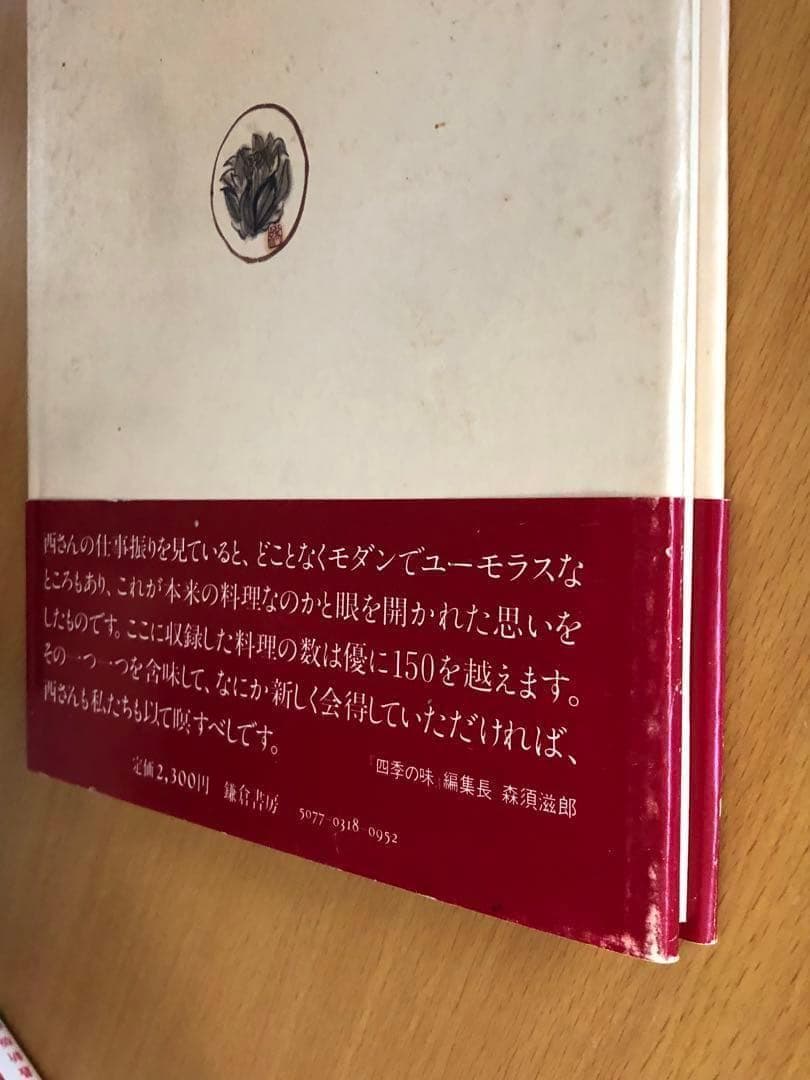 西さんの仕事振りを見ていると、どことなくモダンでユーモラスな
ところもあり、これが本来の料理なのかと眼を開かれた思いを
したものです。ここに収録した料理の数は優に150を越えます。
その一つ一つを含味して、なにか新しく会得していただければ、
西さんも私たちも以て瞑すべしです。
「四季の味」編集長 森須滋郎
定価2,300円 鎌倉書房 5077-0318-0952